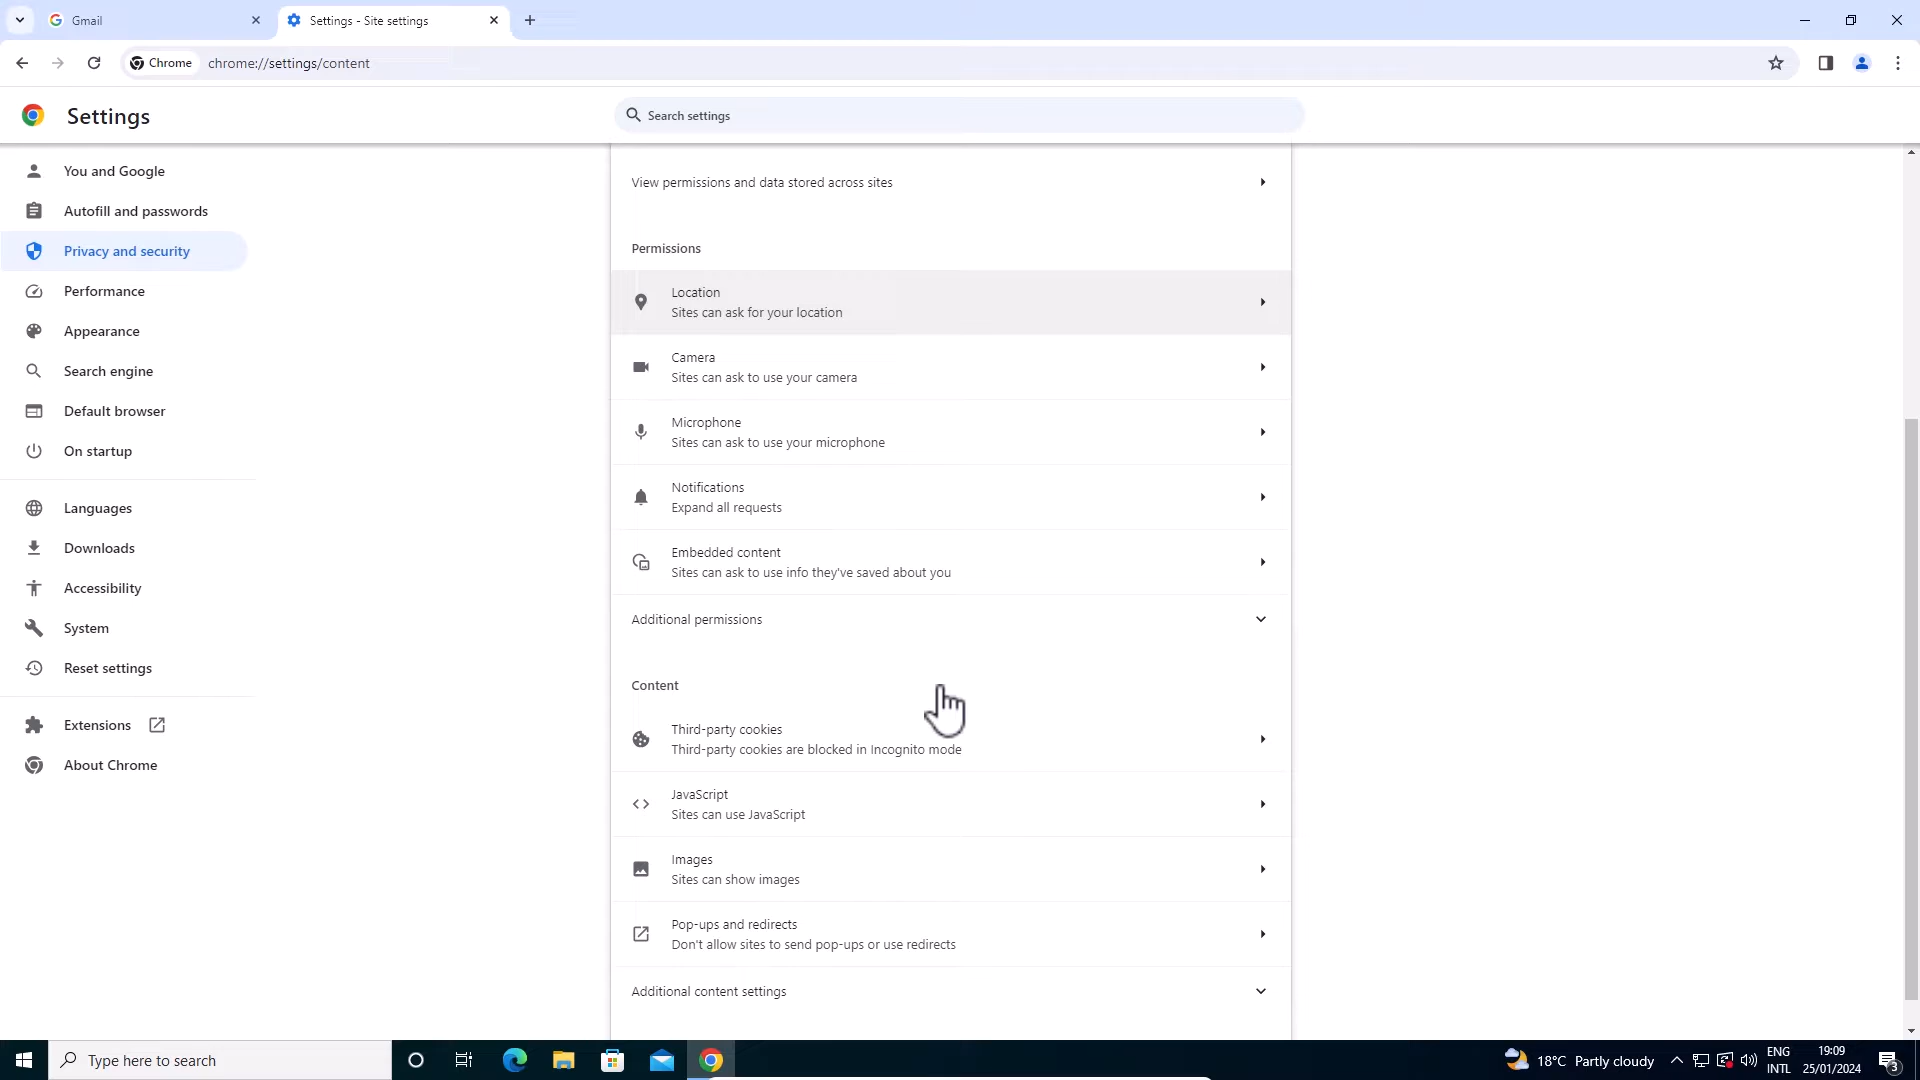 Gmail
Settings - Site settings
Chrome
chrome://settings/content
Settings
Search settings
You and Google
Autofill and passwords
Privacy and security
Performance
Appearance
Search engine
Default browser
On startup
Languages
Downloads
Accessibility
System
Reset settings
Extensions
About Chrome
View permissions and data stored across sites
Permissions
Location
Sites can ask for your location
Camera
Sites can ask to use your camera
Microphone
Sites can ask to use your microphone
Notifications
Expand all requests
Embedded content
Sites can ask to use info they've saved about you
Additional permissions
Content
Third-party cookies
Third-party cookies are blocked in Incognito mode
JavaScript
Sites can use JavaScript
Images
Sites can show images
Pop-ups and redirects
Don't allow sites to send pop-ups or use redirects
Additional content settings
Type here to search
18°C Partly cloudy
ENG
INTL
19:09
25/01/2024
3